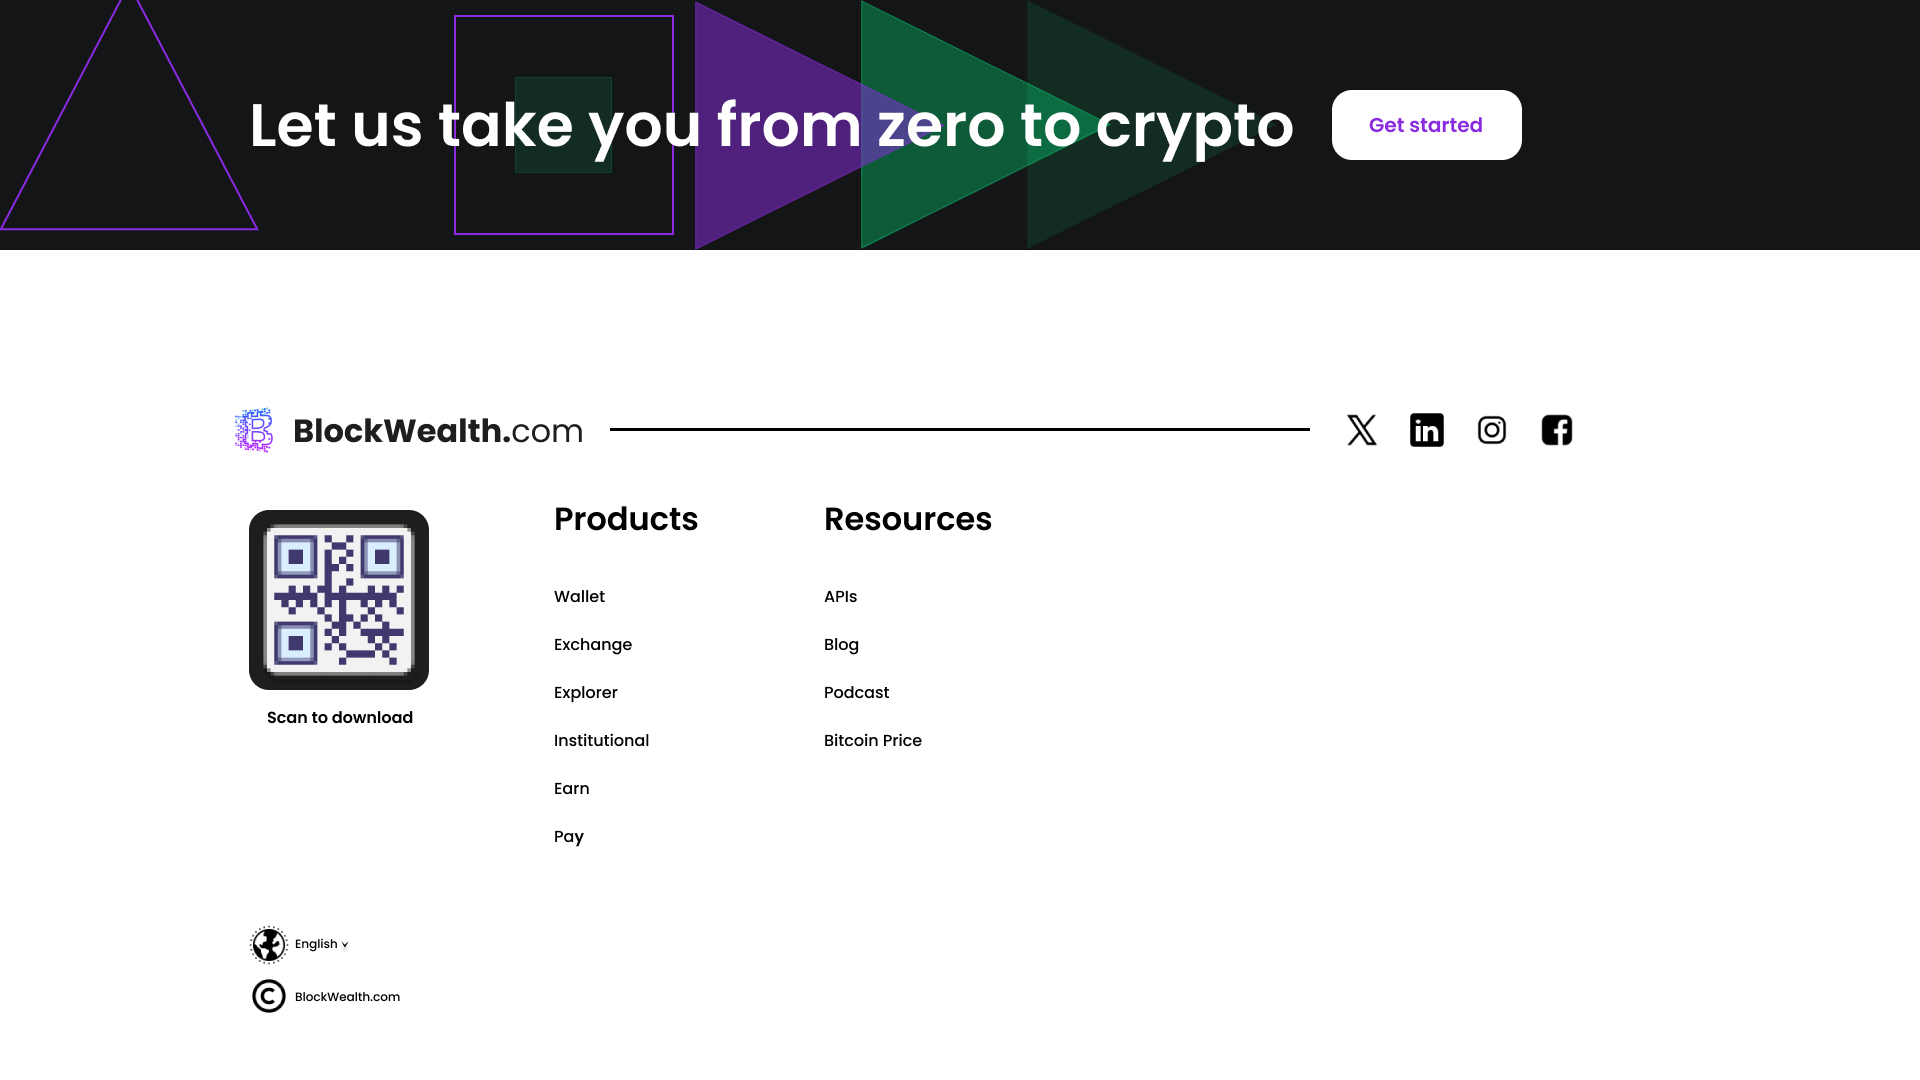 Let us take you from zero to crypto
Get started
BlockWealth.com
Products
Resources
Wallet
Exchange
Explorer
Institutional
Earn
Pay
APIs
Blog
Podcast
Bitcoin Price
Scan to download
English
BlockWealth.com